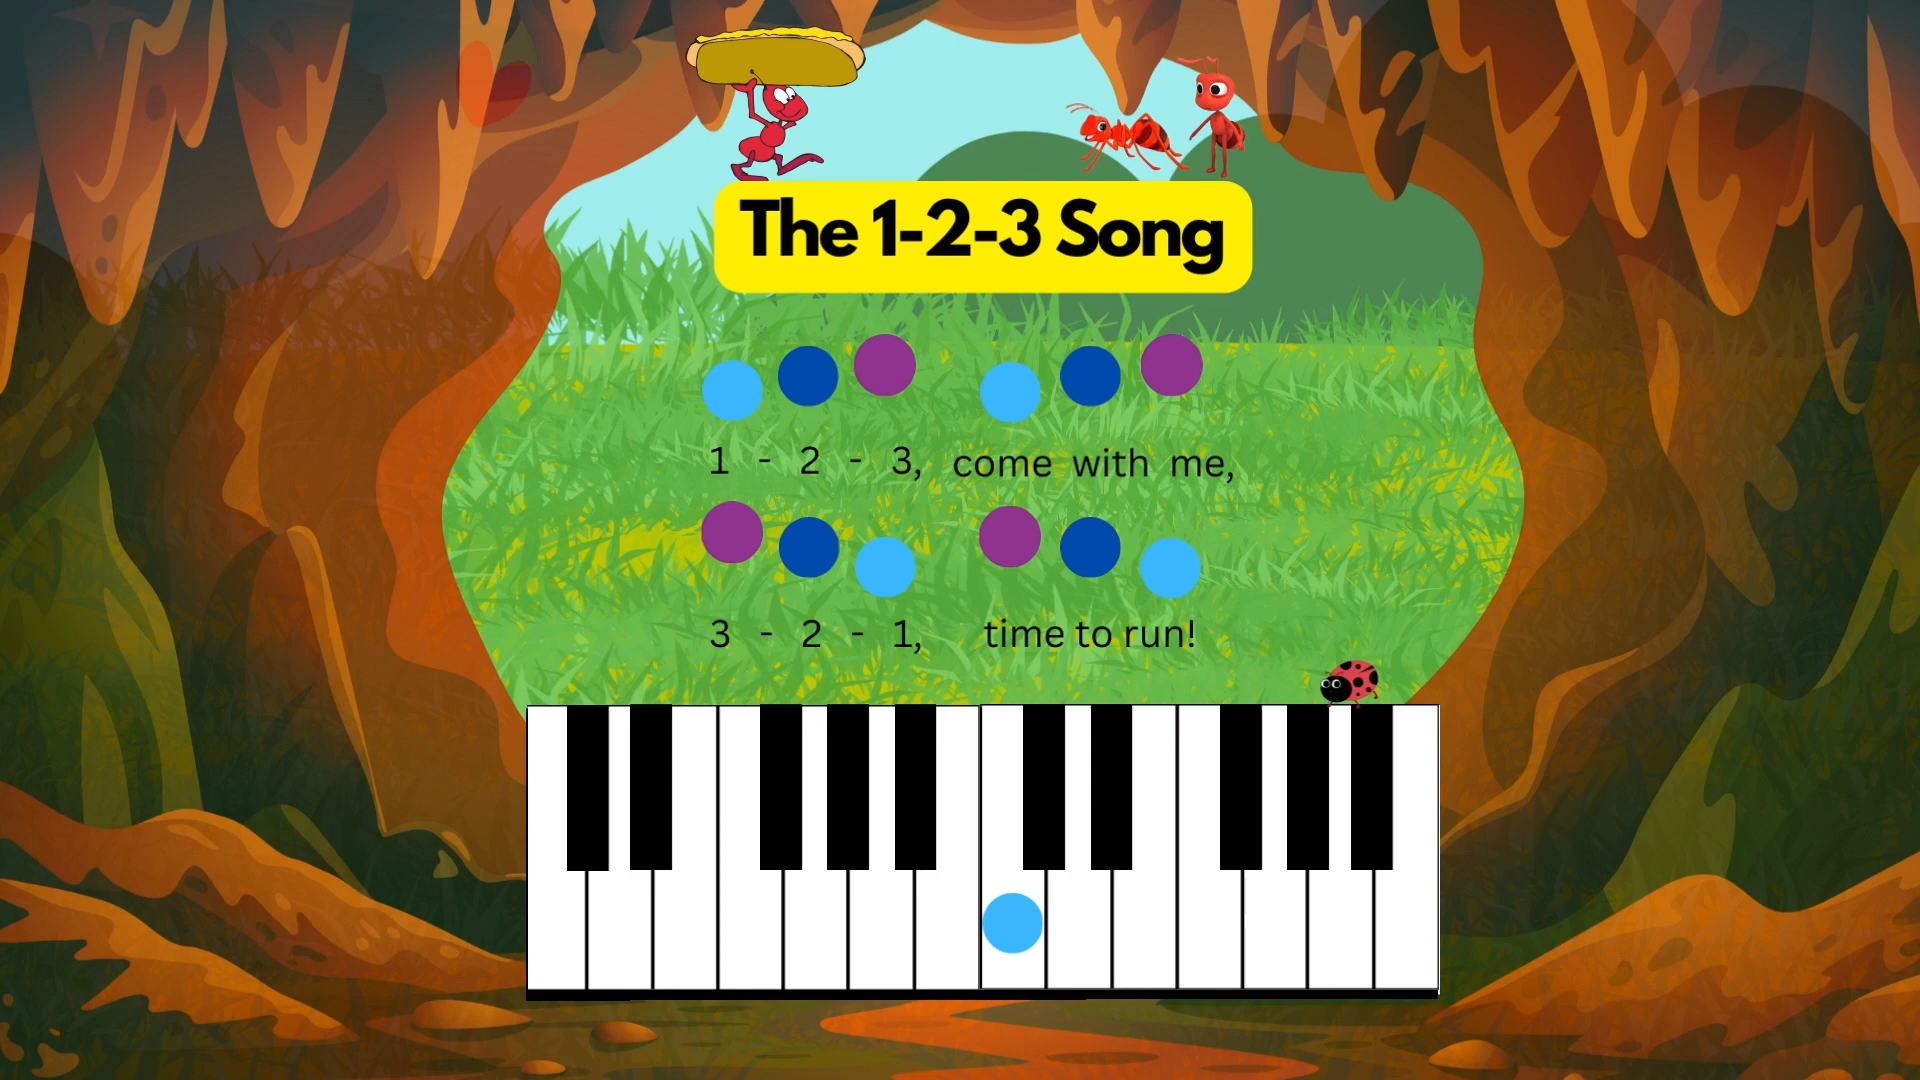 The 1-2-3 Song
1 - 2 - 3, come with me,
3 - 2 - 1, time to run!